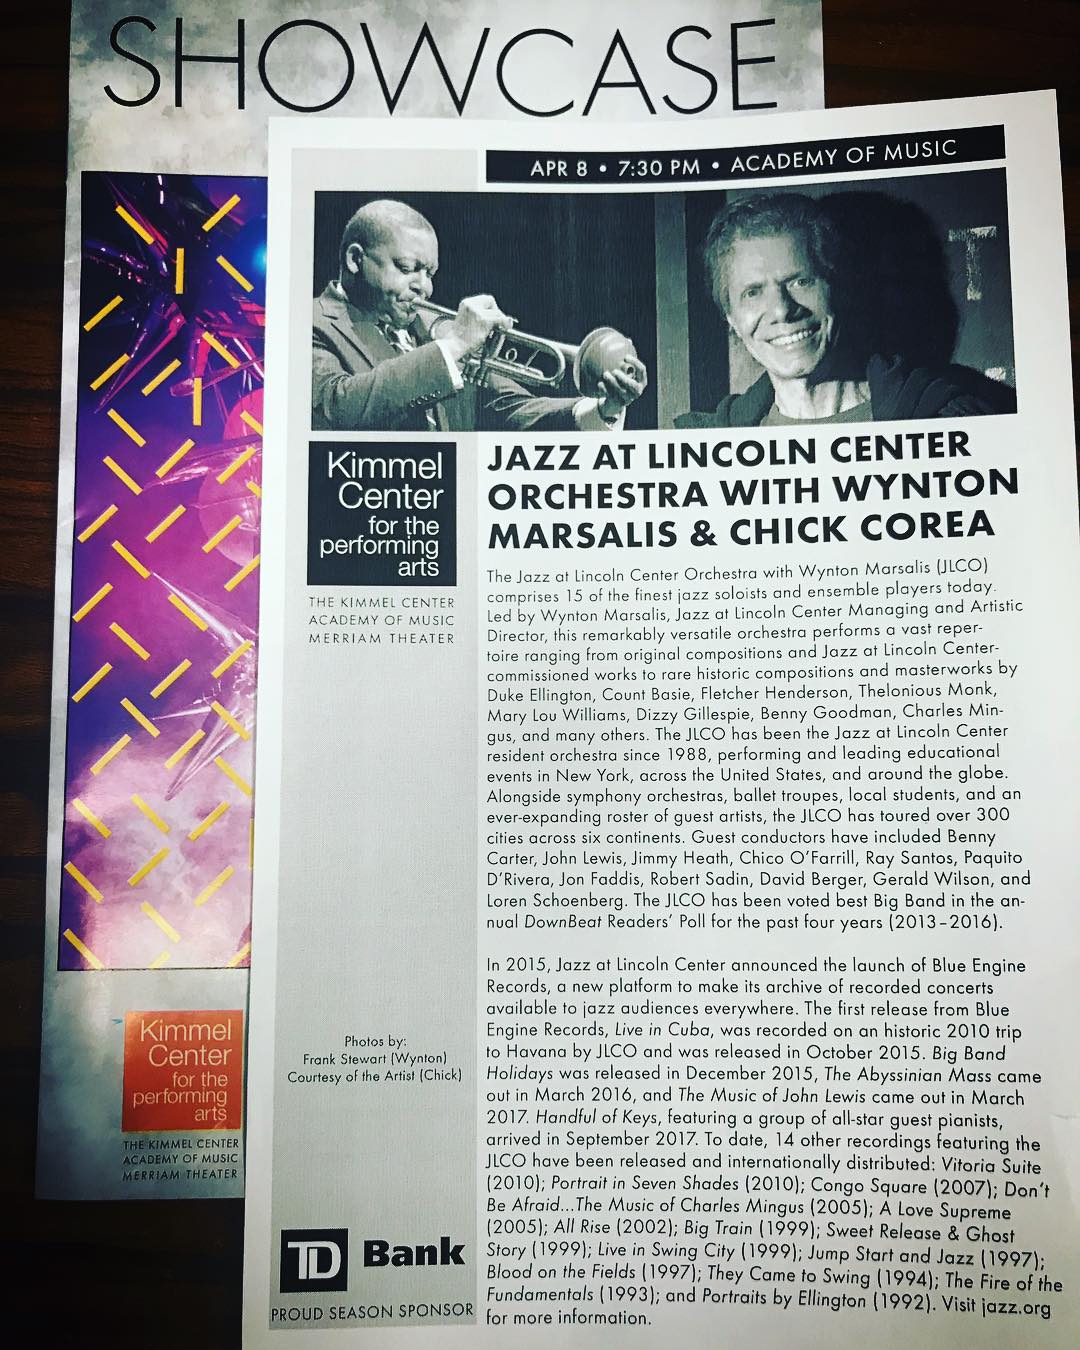 SHOWCASE
APR 8 • 7:30 PM • ACADEMY OF MUSIC
Kimmel
Center
for the
performing
arts
THE KIMMEL CENTER
ACADEMY OF MUSIC
MERRIAM THEATER
JAZZ AT LINCOLN CENTER
ORCHESTRA WITH WYNTON
MARSALIS & CHICK COREA
The Jazz at Lincoln Center Orchestra with Wynton Marsalis (JLCO)
comprises 15 of the finest jazz soloists and ensemble players today.
Led by Wynton Marsalis, Jazz at Lincoln Center Managing and Artistic
Director, this remarkably versatile orchestra performs a vast reper-
toire ranging from original compositions and Jazz at Lincoln Center-
commissioned works to rare historic compositions and masterworks by
Duke Ellington, Count Basie, Fletcher Henderson, Thelonious Monk,
Mary Lou Williams, Dizzy Gillespie, Benny Goodman, Charles Min-
gus, and many others. The JLCO has been the Jazz at Lincoln Center
resident orchestra since 1988, performing and leading educational
events in New York, across the United States, and around the globe.
Alongside symphony orchestras, ballet troupes, local students, and an
ever-expanding roster of guest artists, the JLCO has toured over 300
cities across six continents. Guest conductors have included Benny
Carter, John Lewis, Jimmy Heath, Chico O'Farrill, Ray Santos, Paquito
D'Rivera, Jon Faddis, Robert Sadin, David Berger, Gerald Wilson, and
Loren Schoenberg. The JLCO has been voted best Big Band in the an-
nual DownBeat Readers' Poll for the past four years (2013–2016).
In 2015, Jazz at Lincoln Center announced the launch of Blue Engine
Records, a new platform to make its archive of recorded concerts
available to jazz audiences everywhere. The first release from Blue
Engine Records, Live in Cuba, was recorded on an historic 2010 trip
to Havana by JLCO and was released in October 2015. Big Band
Holidays was released in December 2015, The Abyssinian Mass came
out in March 2016, and The Music of John Lewis came out in March
2017. Handful of Keys, featuring a group of all-star guest pianists,
arrived in September 2017. To date, 14 other recordings featuring the
JLCO have been released and internationally distributed: Vitoria Suite
(2010); Portrait in Seven Shades (2010); Congo Square (2007); Don't
Be Afraid...The Music of Charles Mingus (2005); A Love Supreme
(2005); All Rise (2002); Big Train (1999); Sweet Release & Ghost
Story (1999); Live in Swing City (1999); Jump Start and Jazz (1997);
Blood on the Fields (1997); They Came to Swing (1994); The Fire of the
Fundamentals (1993); and Portraits by Ellington (1992). Visit jazz.org
for more information.
Photos by:
Frank Stewart (Wynton)
Courtesy of the Artist (Chick)
Kimmel
Center
for the
performing
arts
THE KIMMEL CENTER
ACADEMY OF MUSIC
MERRIAM THEATER
TD Bank
PROUD SEASON SPONSOR